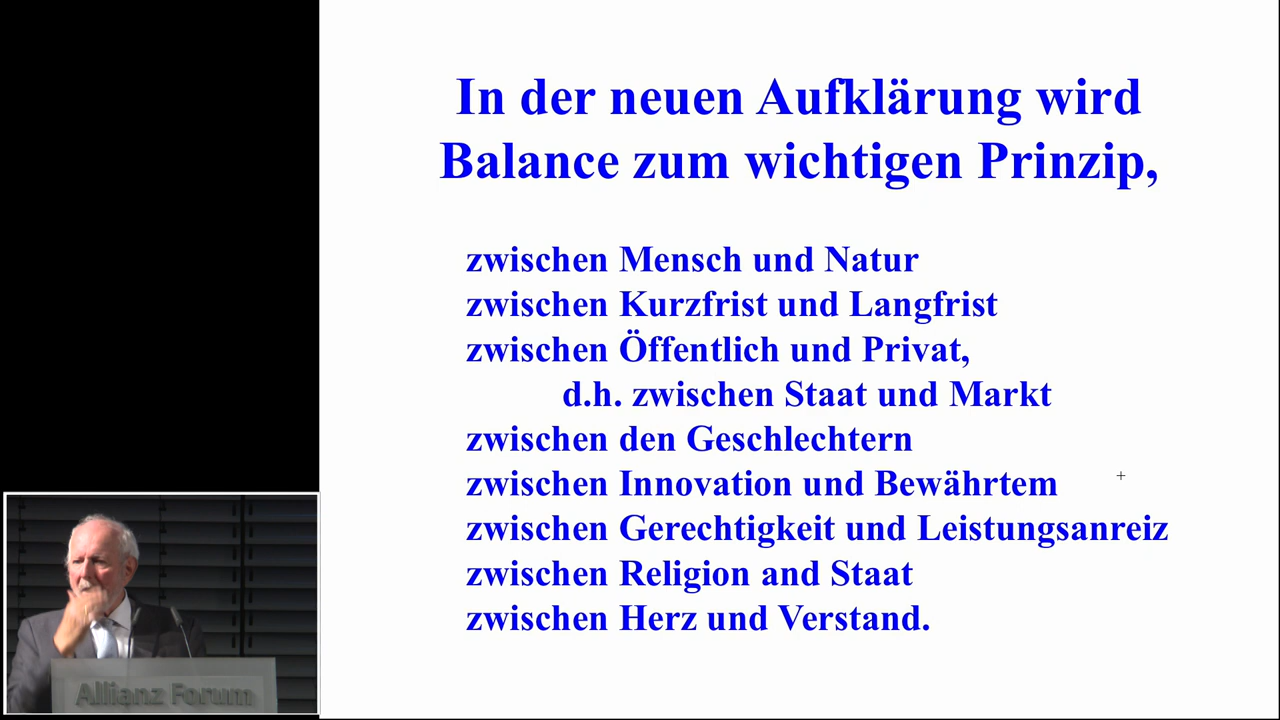 In der neuen Aufklärung wird
Balance zum wichtigen Prinzip,
zwischen Mensch und Natur
zwischen Kurzfrist und Langfrist
zwischen Öffentlich und Privat,
d.h. zwischen Staat und Markt
zwischen den Geschlechtern
zwischen Innovation und Bewährtem
zwischen Gerechtigkeit und Leistungsanreiz
zwischen Religion and Staat
zwischen Herz und Verstand.
Allianz Forum